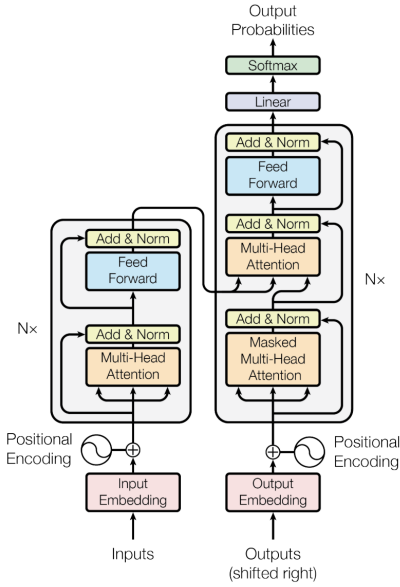 Output
Probabilities
Softmax
Linear
Add & Norm
Feed
Forward
Add & Norm
Multi-Head
Attention
Add & Norm
Masked
Multi-Head
Attention
N×
Add & Norm
Feed
Forward
Add & Norm
Multi-Head
Attention
N×
Positional
Encoding
Positional
Encoding
Input
Embedding
Output
Embedding
Inputs
Outputs
(shifted right)